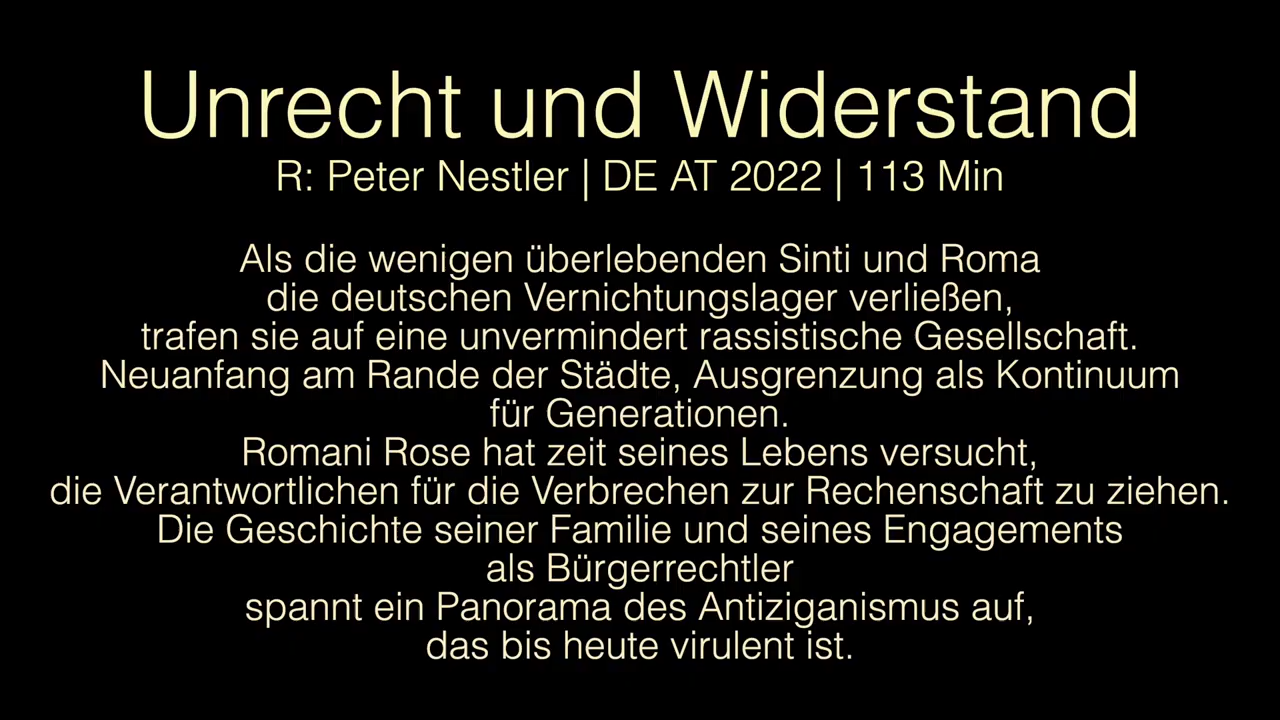 Unrecht und Widerstand
R: Peter Nestler | DE AT 2022 | 113 Min
Als die wenigen überlebenden Sinti und Roma
die deutschen Vernichtungslager verließen,
trafen sie auf eine unvermindert rassistische Gesellschaft.
Neuanfang am Rande der Städte, Ausgrenzung als Kontinuum
für Generationen.
Romani Rose hat zeit seines Lebens versucht,
die Verantwortlichen für die Verbrechen zur Rechenschaft zu ziehen.
Die Geschichte seiner Familie und seines Engagements
als Bürgerrechtler
spannt ein Panorama des Antiziganismus auf,
das bis heute virulent ist.